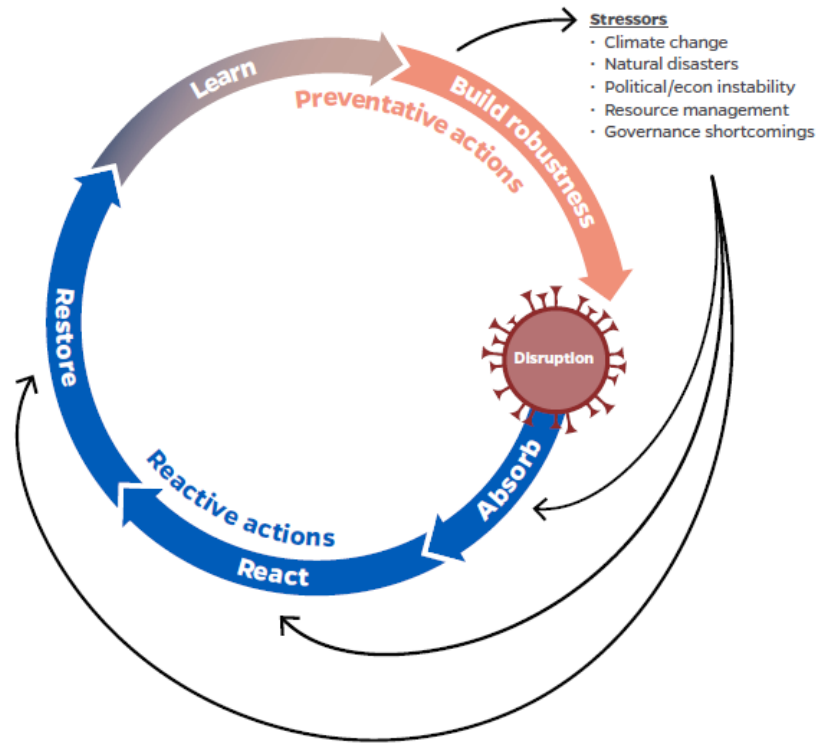 Stressors
· Climate change
· Natural disasters
· Political/econ instability
· Resource management
· Governance shortcomings
Learn
Build robustness
Preventative actions
Disruption
Absorb
React
Reactive actions
Restore